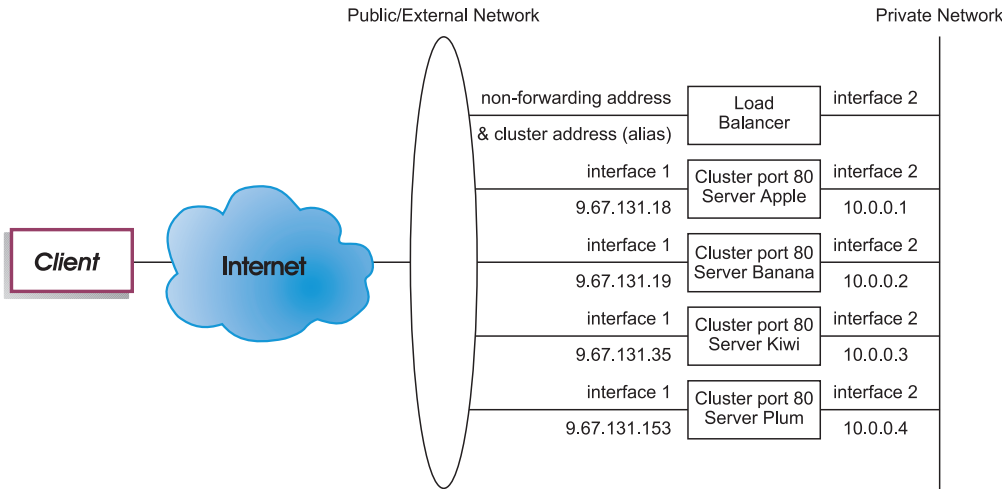 Public/External Network
Private Network
non-forwarding address
& cluster address (alias)
Load
Balancer
interface 2
interface 1
9.67.131.18
Cluster port 80
Server Apple
interface 2
10.0.0.1
interface 1
9.67.131.19
Cluster port 80
Server Banana
interface 2
10.0.0.2
Client
Internet
interface 1
9.67.131.35
Cluster port 80
Server Kiwi
interface 2
10.0.0.3
interface 1
9.67.131.153
Cluster port 80
Server Plum
interface 2
10.0.0.4